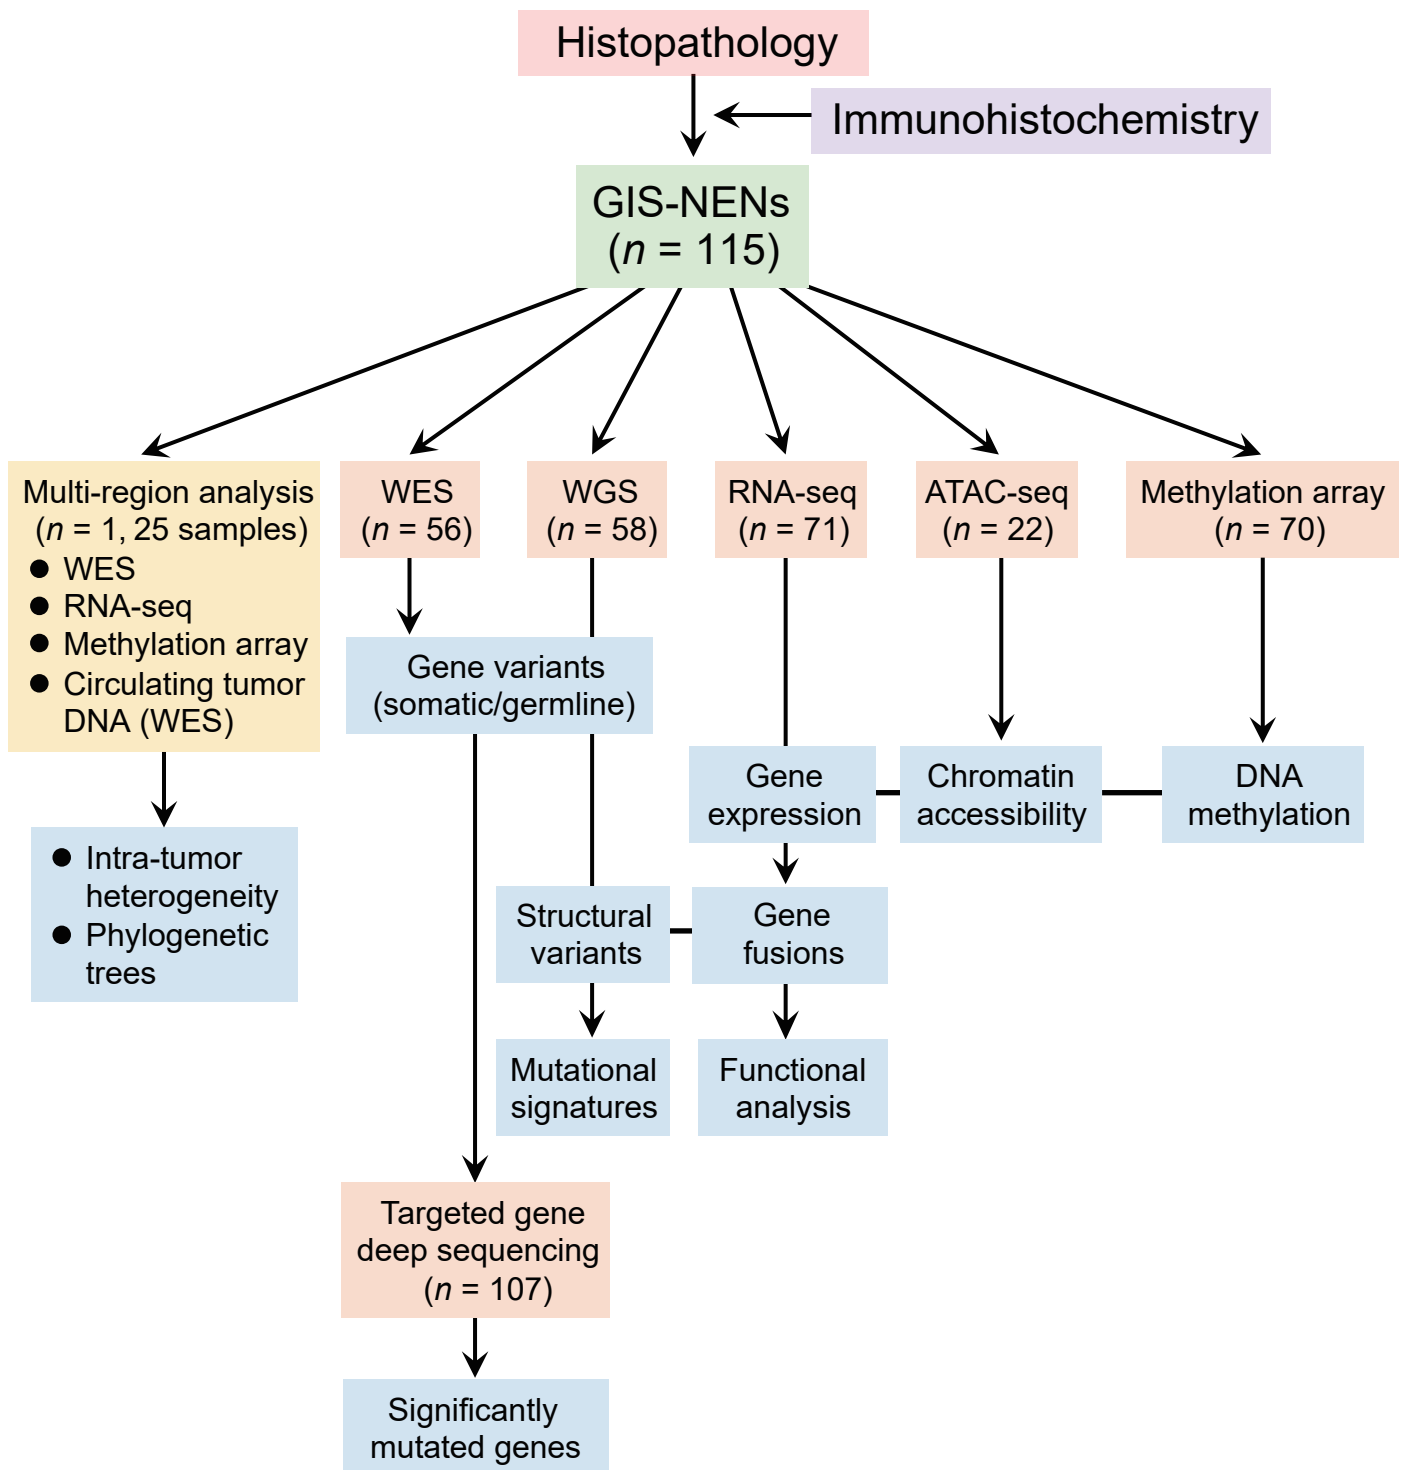 Histopathology
Immunohistochemistry
GIS-NENs
(n = 115)
Multi-region analysis
(n = 1, 25 samples)
● WES
● RNA-seq
● Methylation array
● Circulating tumor
DNA (WES)
WES
(n = 56)
WGS
(n = 58)
RNA-seq
(n = 71)
ATAC-seq
(n = 22)
Methylation array
(n = 70)
Gene variants
(somatic/germline)
Gene
expression
Chromatin
accessibility
DNA
methylation
● Intra-tumor
heterogeneity
● Phylogenetic
trees
Structural
variants
Gene
fusions
Mutational
signatures
Functional
analysis
Targeted gene
deep sequencing
(n = 107)
Significantly
mutated genes